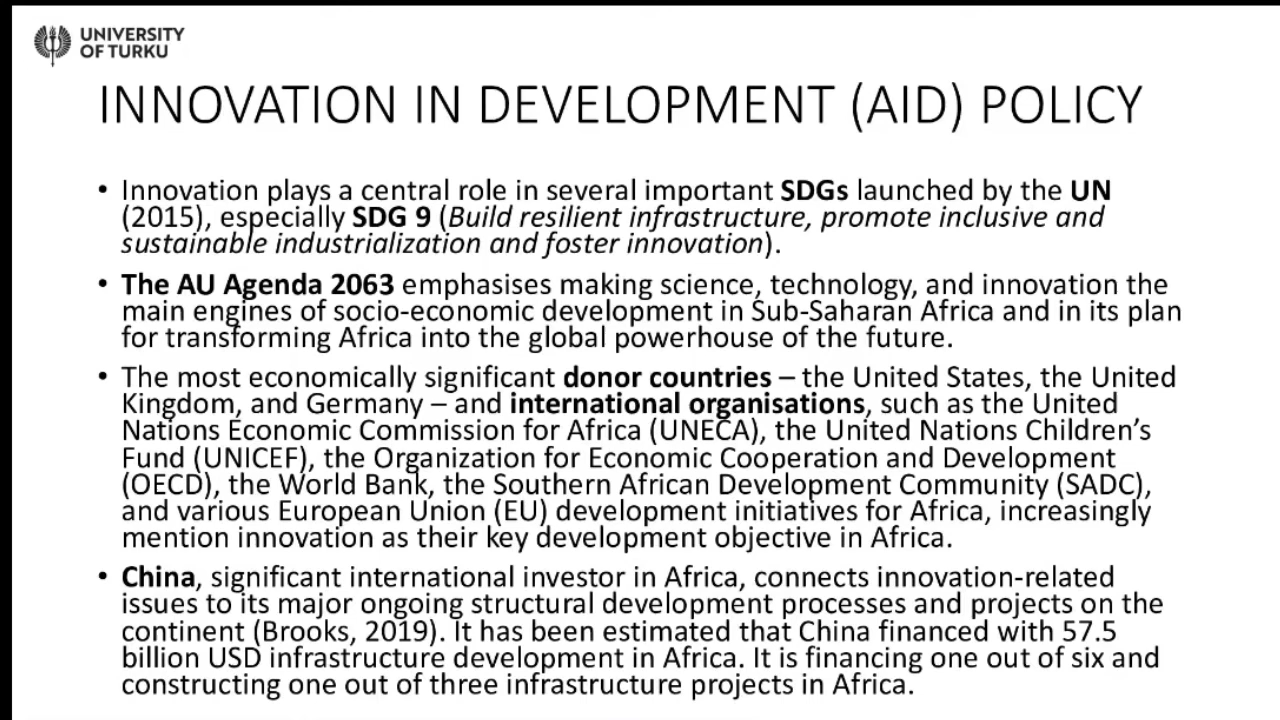 UNIVERSITY
OF TURKU
INNOVATION IN DEVELOPMENT (AID) POLICY
• Innovation plays a central role in several important SDGs launched by the UN
(2015), especially SDG 9 (Build resilient infrastructure, promote inclusive and
sustainable industrialization and foster innovation).
• The AU Agenda 2063 emphasises making science, technology, and innovation the
main engines of socio-economic development in Sub-Saharan Africa and in its plan
for transforming Africa into the global powerhouse of the future.
• The most economically significant donor countries – the United States, the United
Kingdom, and Germany – and international organisations, such as the United
Nations Economic Commission for Africa (UNECA), the United Nations Children’s
Fund (UNICEF), the Organization for Economic Cooperation and Development
(OECD), the World Bank, the Southern African Development Community (SADC),
and various European Union (EU) development initiatives for Africa, increasingly
mention innovation as their key development objective in Africa.
• China, significant international investor in Africa, connects innovation-related
issues to its major ongoing structural development processes and projects on the
continent (Brooks, 2019). It has been estimated that China financed with 57.5
billion USD infrastructure development in Africa. It is financing one out of six and
constructing one out of three infrastructure projects in Africa.